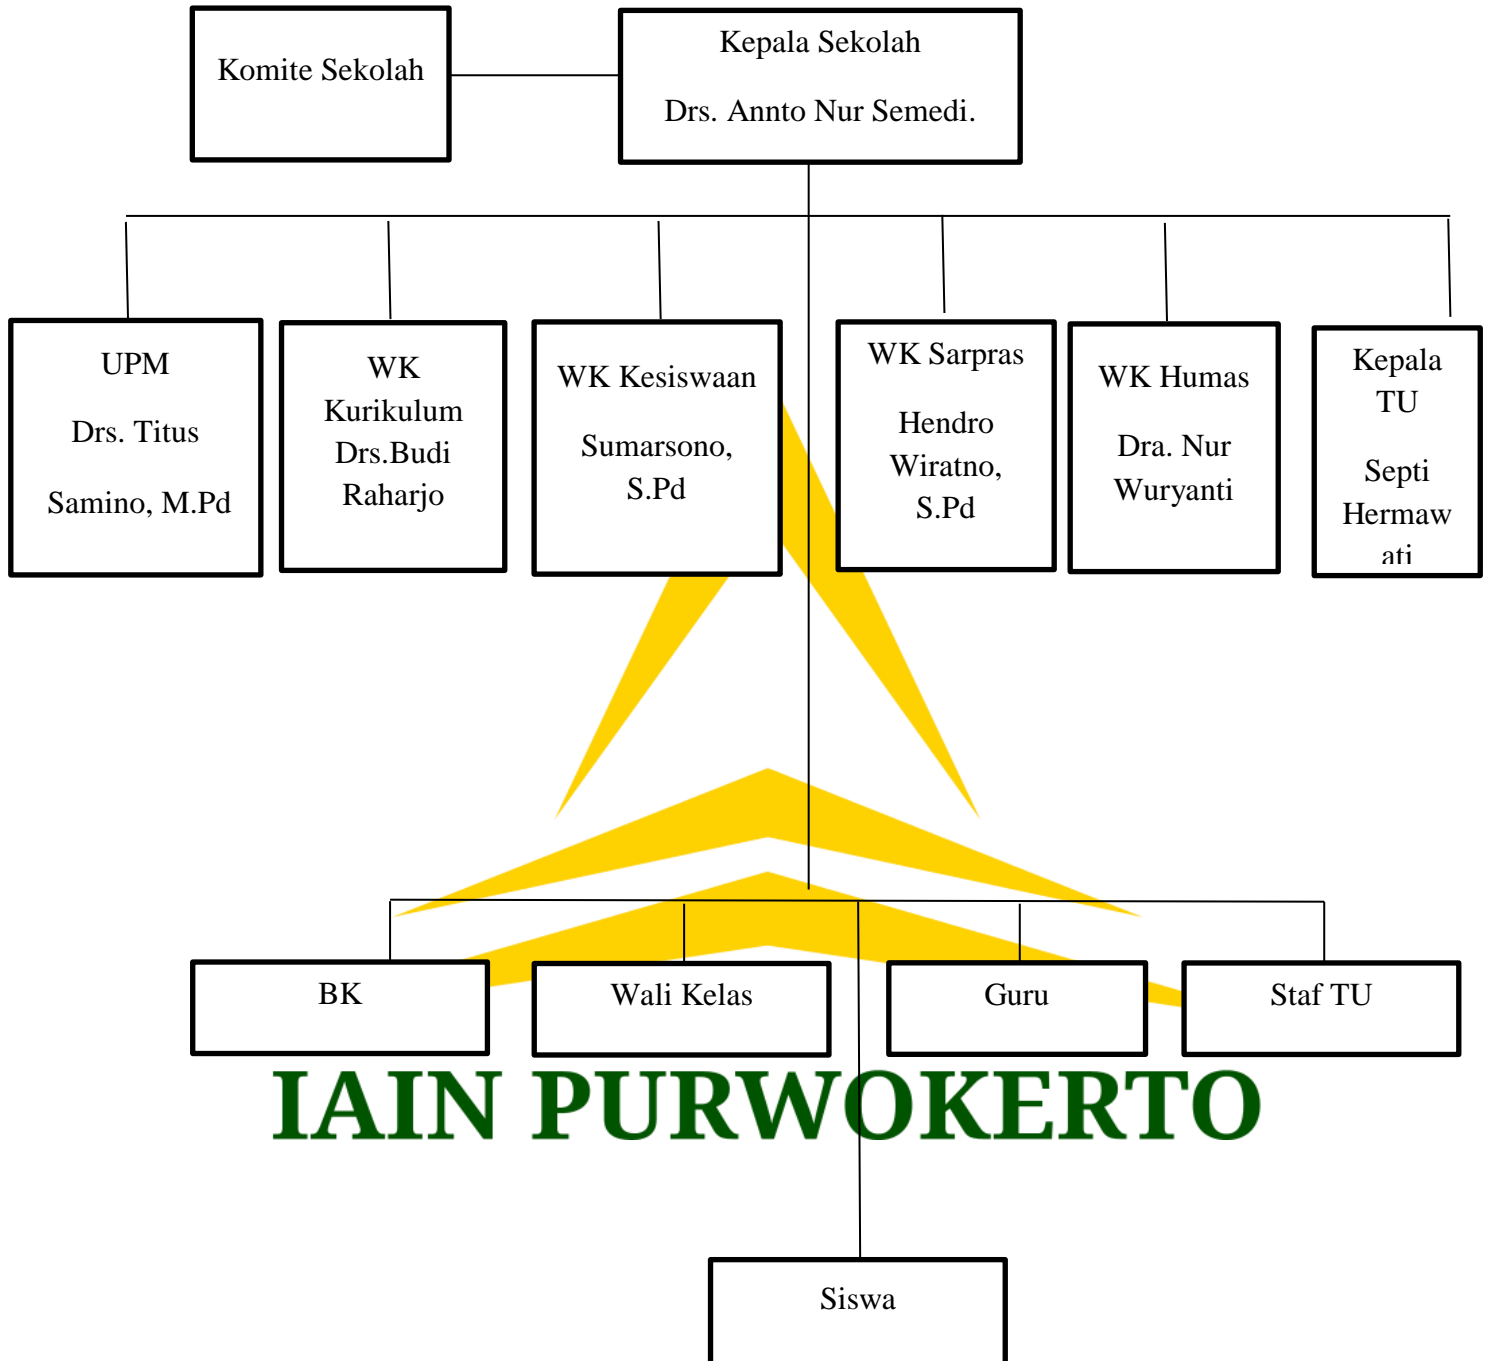 Komite Sekolah
Kepala Sekolah
Drs. Annto Nur Semedi.
UPM
Drs. Titus
Samino, M.Pd
WK
Kurikulum
Drs.Budi
Raharjo
WK Kesiswaan
Sumarsono,
S.Pd
WK Sarpras
Hendro
Wiratno,
S.Pd
WK Humas
Dra. Nur
Wuryanti
Kepala
TU
Septi
Hermaw
ati
BK
Wali Kelas
Guru
Staf TU
IAIN PURWOKERTO
Siswa